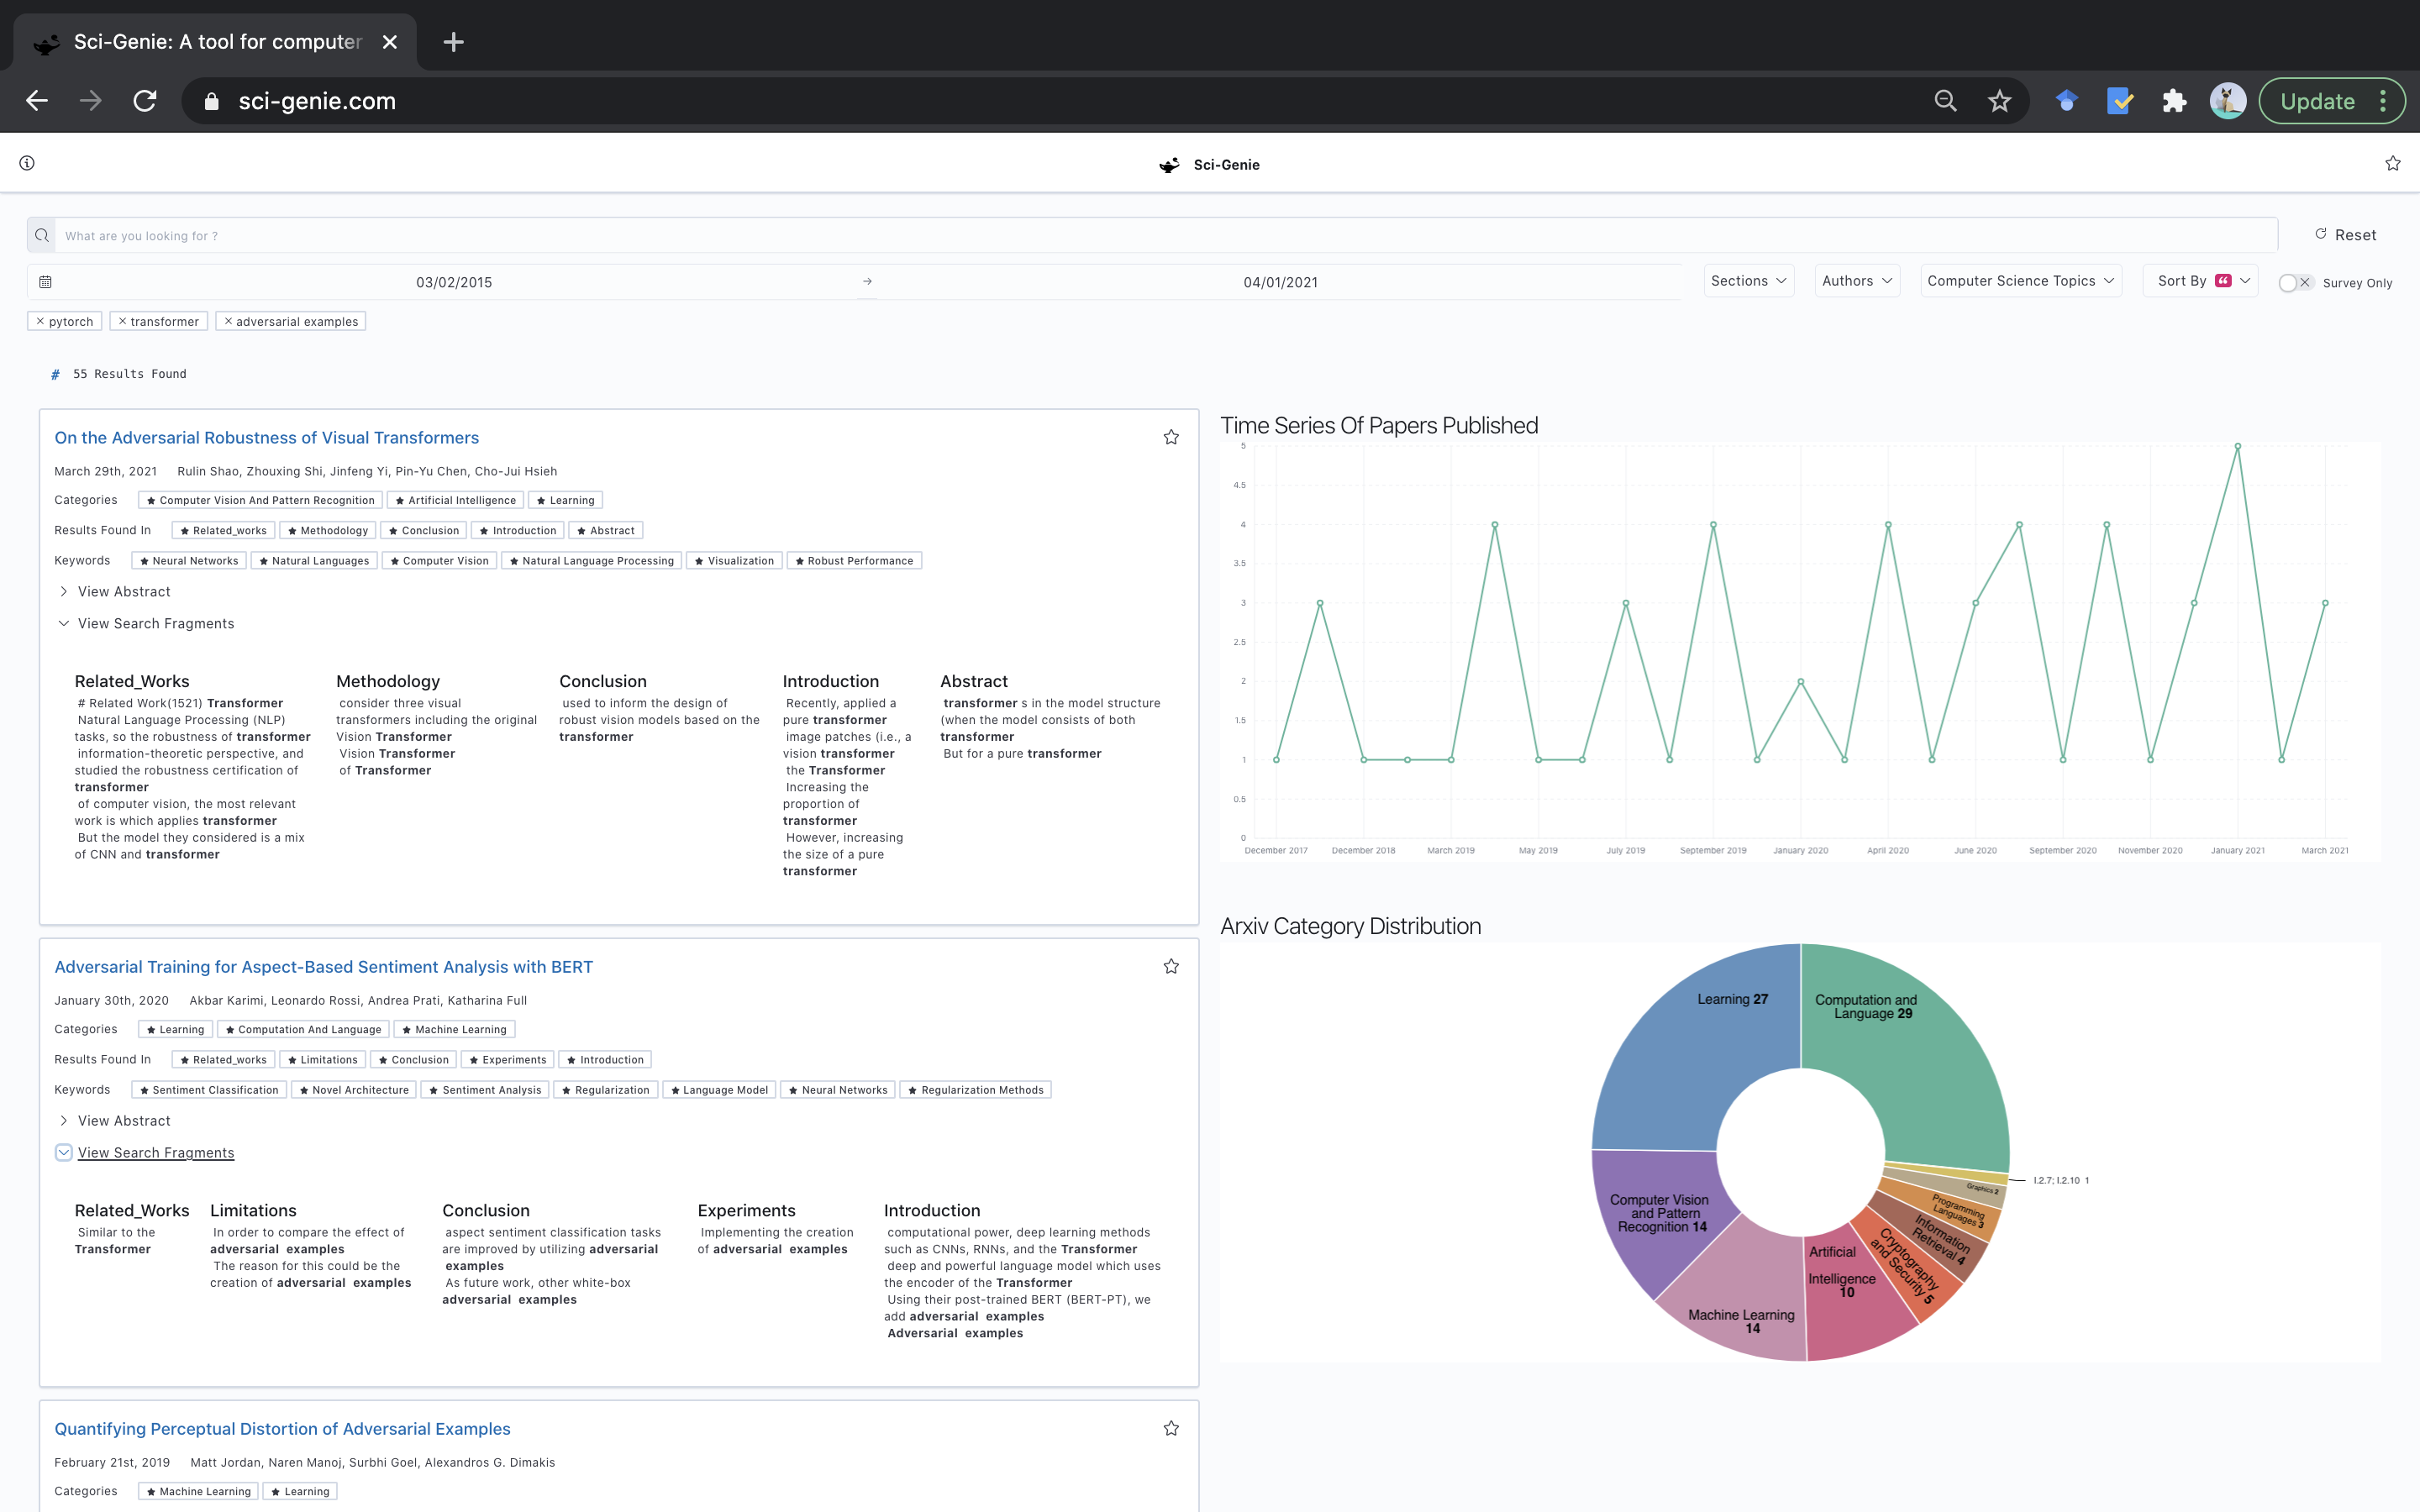 Sci-Genie: A tool for computer
sci-genie.com
Update
Sci-Genie
What are you looking for ?
Reset
03/02/2015
04/01/2021
Sections
Authors
Computer Science Topics
Sort By
Survey Only
pytorch
transformer
adversarial examples
# 55 Results Found
On the Adversarial Robustness of Visual Transformers
March 29th, 2021 Rulin Shao, Zhouxing Shi, Jinfeng Yi, Pin-Yu Chen, Cho-Jui Hsieh
Categories Computer Vision And Pattern Recognition Artificial Intelligence Learning
Results Found In Related_works Methodology Conclusion Introduction Abstract
Keywords Neural Networks Natural Languages Computer Vision Natural Language Processing Visualization Robust Performance
View Abstract
View Search Fragments
Related_Works
# Related Work(1521) Transformer
Natural Language Processing (NLP)
tasks, so the robustness of transformer
information-theoretic perspective, and
studied the robustness certification of
transformer
of computer vision, the most relevant
work is which applies transformer
But the model they considered is a mix
of CNN and transformer
Methodology
consider three visual
transformers including the original
Vision Transformer
Vision Transformer
of Transformer
Conclusion
used to inform the design of
robust vision models based on the
transformer
Introduction
Recently, applied a
pure transformer
image patches (i.e., a
vision transformer
the Transformer
Increasing the
proportion of
transformer
However, increasing
the size of a pure
transformer
Abstract
transformer s in the model structure
(when the model consists of both
transformer
But for a pure transformer
Adversarial Training for Aspect-Based Sentiment Analysis with BERT
January 30th, 2020 Akbar Karimi, Leonardo Rossi, Andrea Prati, Katharina Full
Categories Learning Computation And Language Machine Learning
Results Found In Related_works Limitations Conclusion Experiments Introduction
Keywords Sentiment Classification Novel Architecture Sentiment Analysis Regularization Language Model Neural Networks Regularization Methods
View Abstract
View Search Fragments
Related_Works
Similar to the
Transformer
Limitations
In order to compare the effect of
adversarial examples
The reason for this could be the
creation of adversarial examples
Conclusion
aspect sentiment classification tasks
are improved by utilizing adversarial
examples
As future work, other white-box
adversarial examples
Experiments
Implementing the creation
of adversarial examples
Introduction
computational power, deep learning methods
such as CNNs, RNNs, and the Transformer
deep and powerful language model which uses
the encoder of the Transformer
Using their post-trained BERT (BERT-PT), we
add adversarial examples
Adversarial examples
Quantifying Perceptual Distortion of Adversarial Examples
February 21st, 2019 Matt Jordan, Naren Manoj, Surbhi Goel, Alexandros G. Dimakis
Categories Machine Learning Learning
Time Series Of Papers Published
5
4.5
4
3.5
3
2.5
2
1.5
1
0.5
0
December 2017 December 2018 March 2019 May 2019 July 2019 September 2019 January 2020 April 2020 June 2020 September 2020 November 2020 January 2021 March 2021
Arxiv Category Distribution
Learning 27
Computation and
Language 29
I.2.7; I.2.10 1
Graphics 2
Programming
Languages 3
Information
Retrieval 4
Cryptography
and Security 5
Artificial
Intelligence
10
Machine Learning
14
Computer Vision
and Pattern
Recognition 14